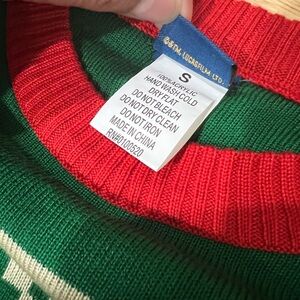 ©&TM, LUCASFILM LTD.
S
100%ACRYLIC
HAND WASH COLD
DRY FLAT
DO NOT BLEACH
DO NOT DRY CLEAN
DO NOT IRON
MADE IN CHINA
RN#0100520